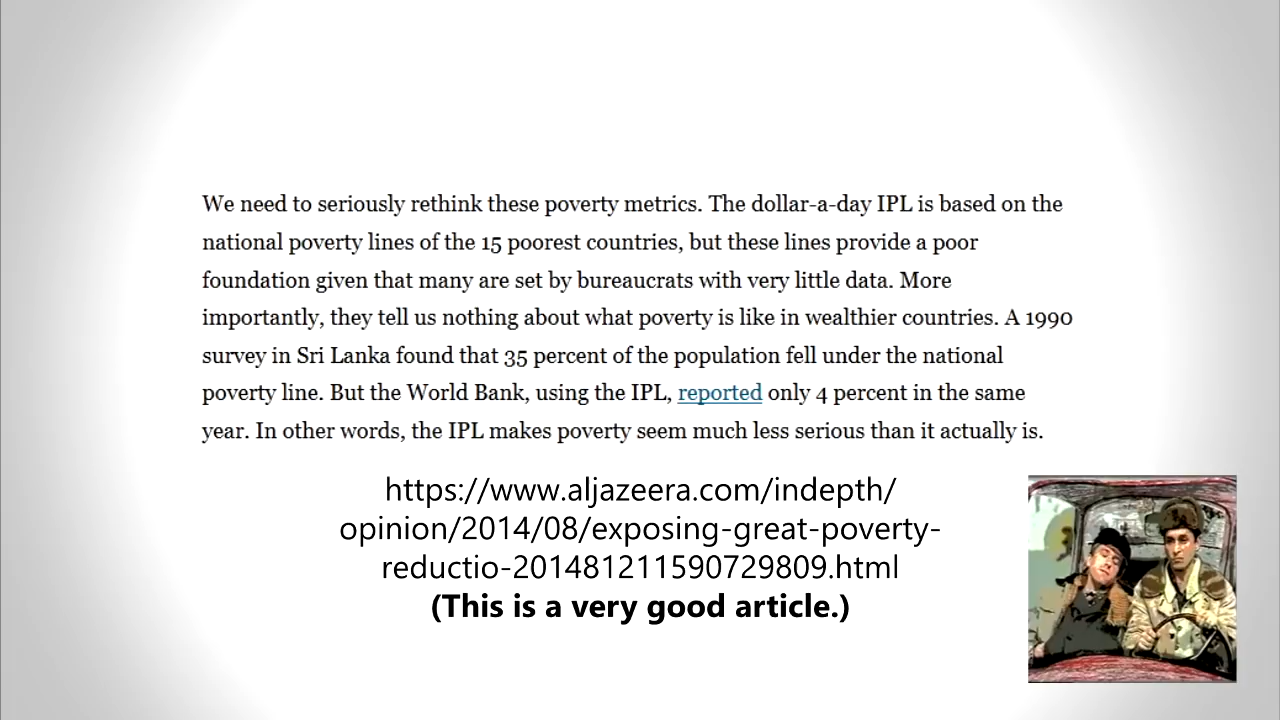 We need to seriously rethink these poverty metrics. The dollar-a-day IPL is based on the
national poverty lines of the 15 poorest countries, but these lines provide a poor
foundation given that many are set by bureaucrats with very little data. More
importantly, they tell us nothing about what poverty is like in wealthier countries. A 1990
survey in Sri Lanka found that 35 percent of the population fell under the national
poverty line. But the World Bank, using the IPL, reported only 4 percent in the same
year. In other words, the IPL makes poverty seem much less serious than it actually is.
https://www.aljazeera.com/indepth/
opinion/2014/08/exposing-great-poverty-
reductio-201481211590729809.html
(This is a very good article.)